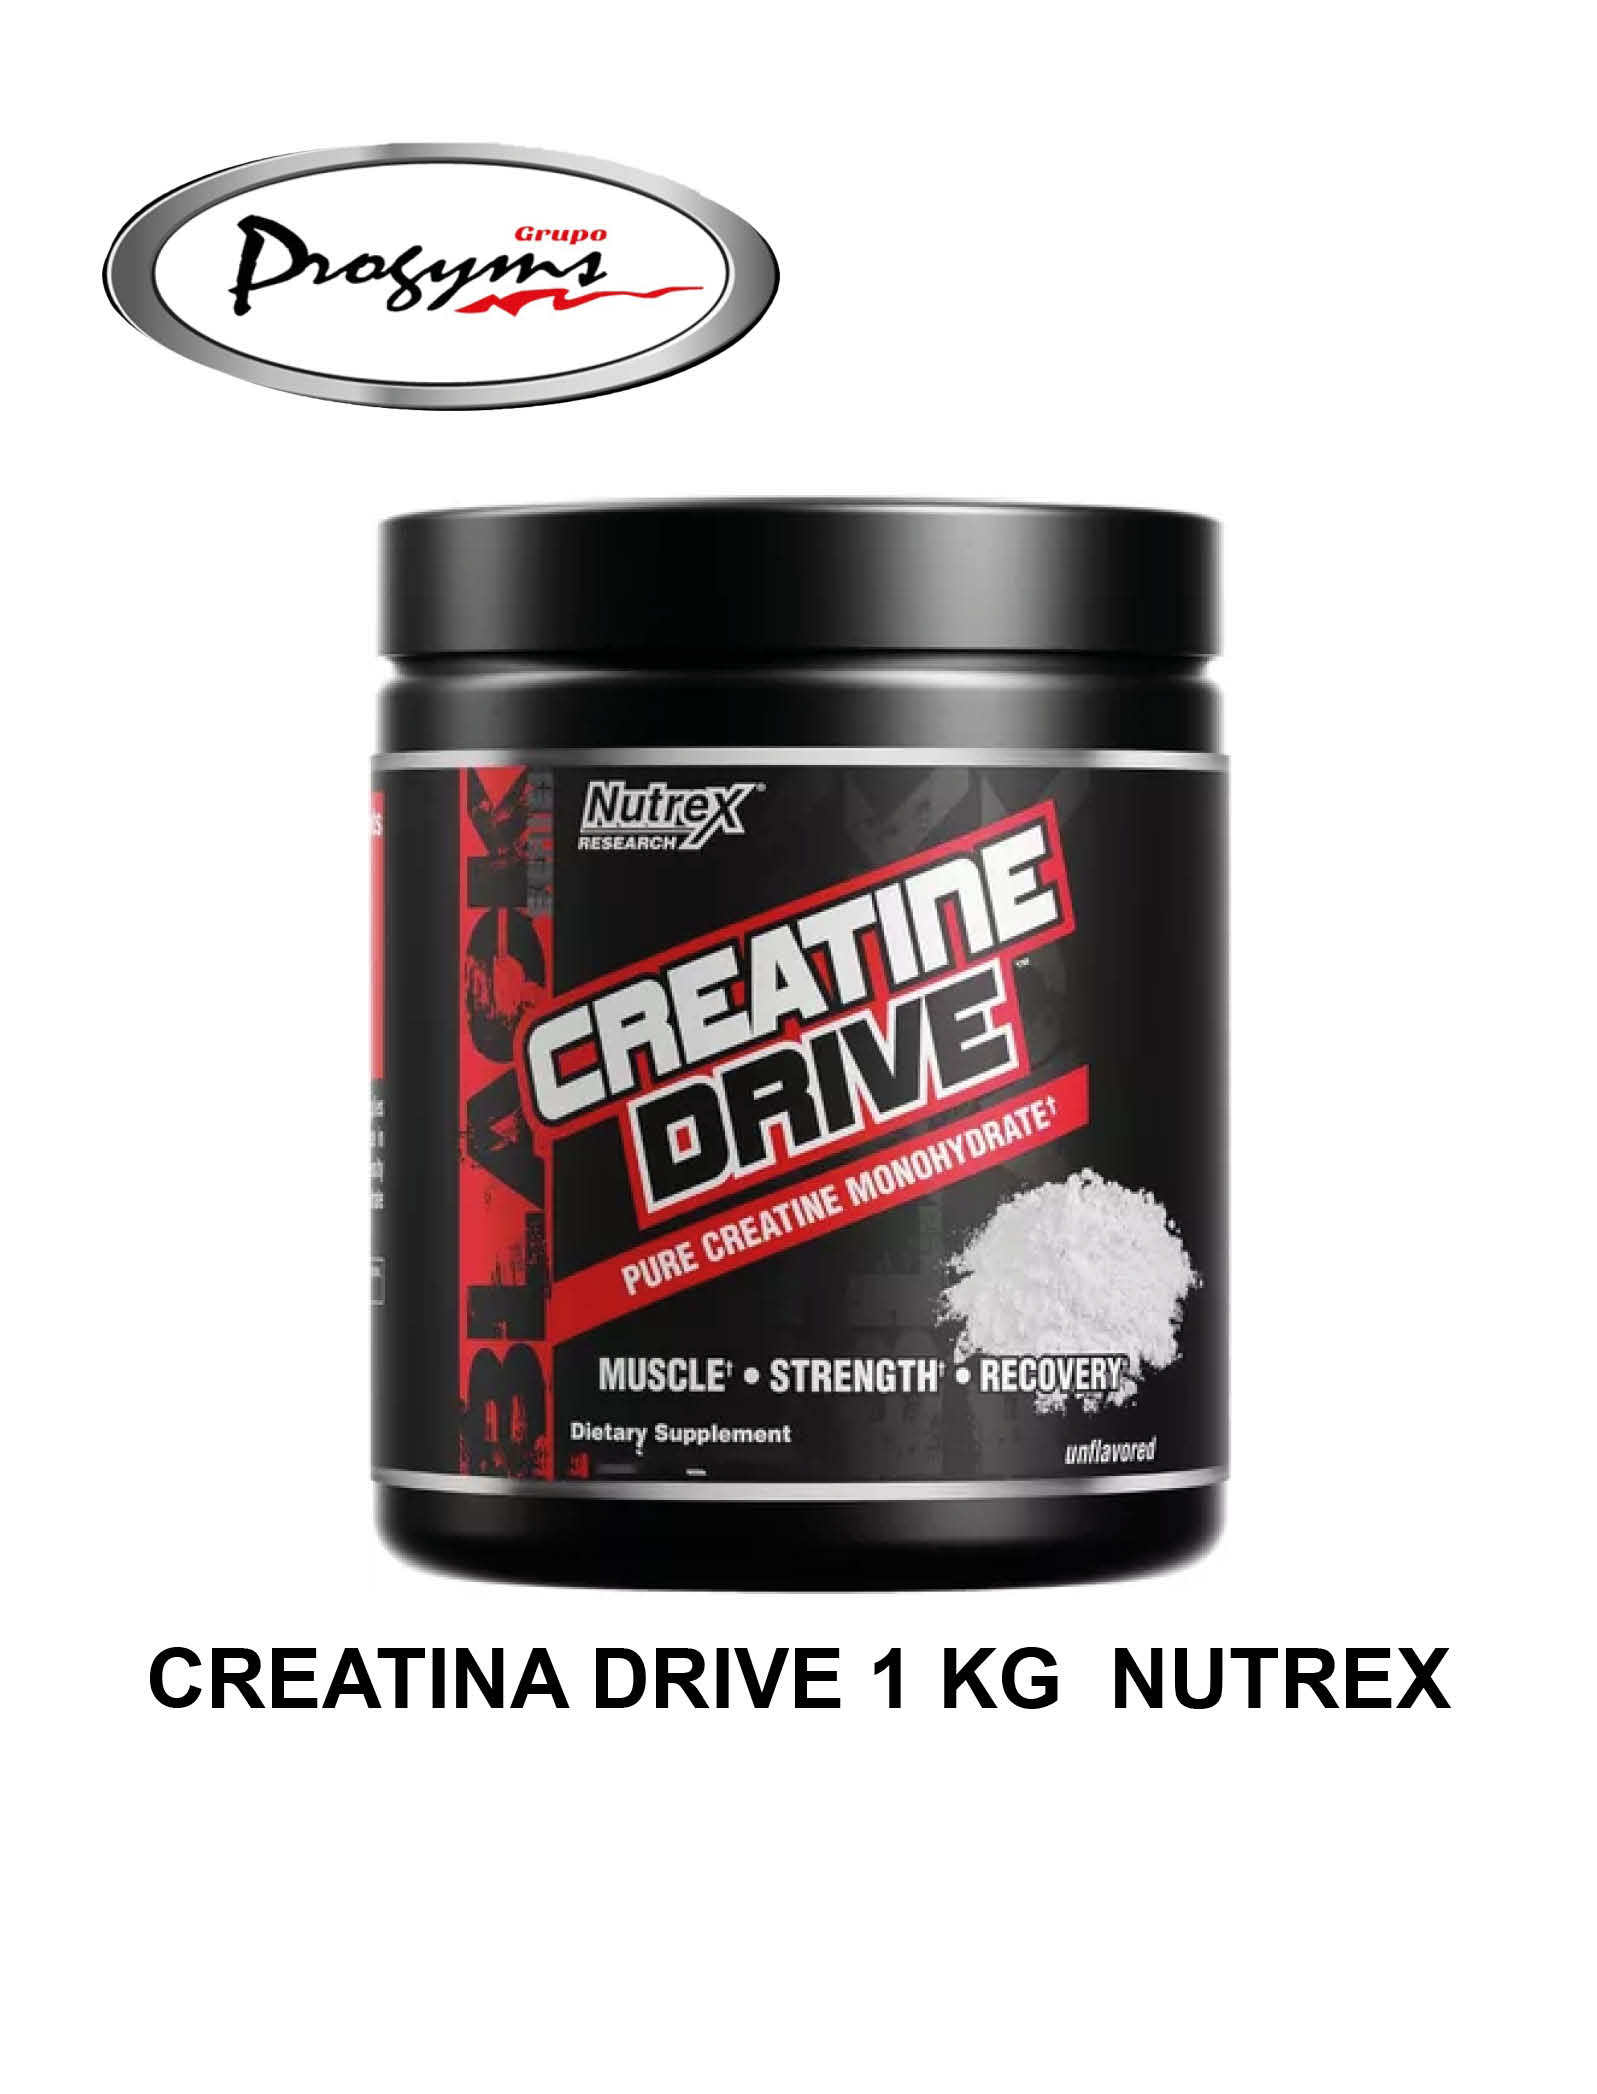 Grupo
Progyms
Nutrex
RESEARCH
BLACK
CREATINE
DRIVE™
PURE CREATINE MONOHYDRATE†
MUSCLE† • STRENGTH† • RECOVERY
Dietary Supplement
unflavored
CREATINA DRIVE 1 KG  NUTREX